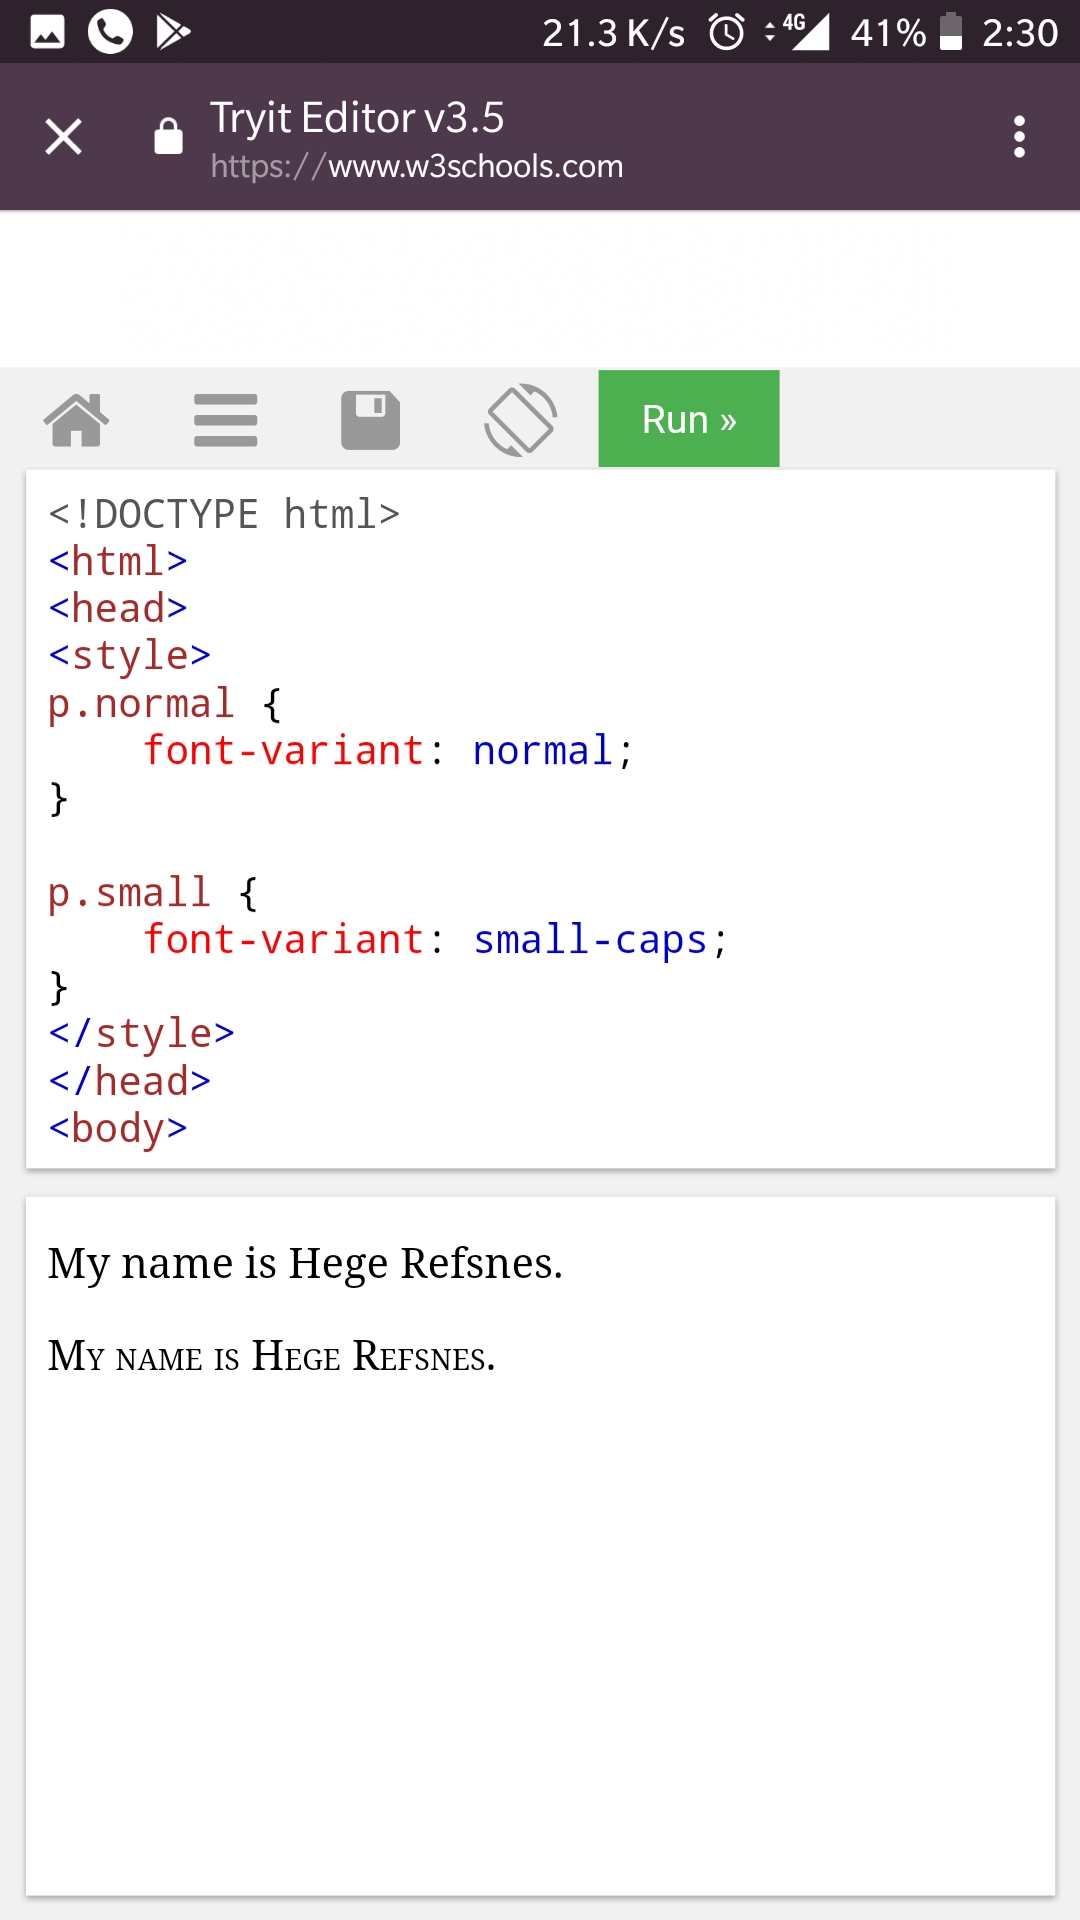 21.3 K/s 4G 41% 2:30
Tryit Editor v3.5
https://www.w3schools.com
Run »
<!DOCTYPE html>
<html>
<head>
<style>
p.normal {
    font-variant: normal;
}
p.small {
    font-variant: small-caps;
}
</style>
</head>
<body>
My name is Hege Refsnes.
My name is Hege Refsnes.